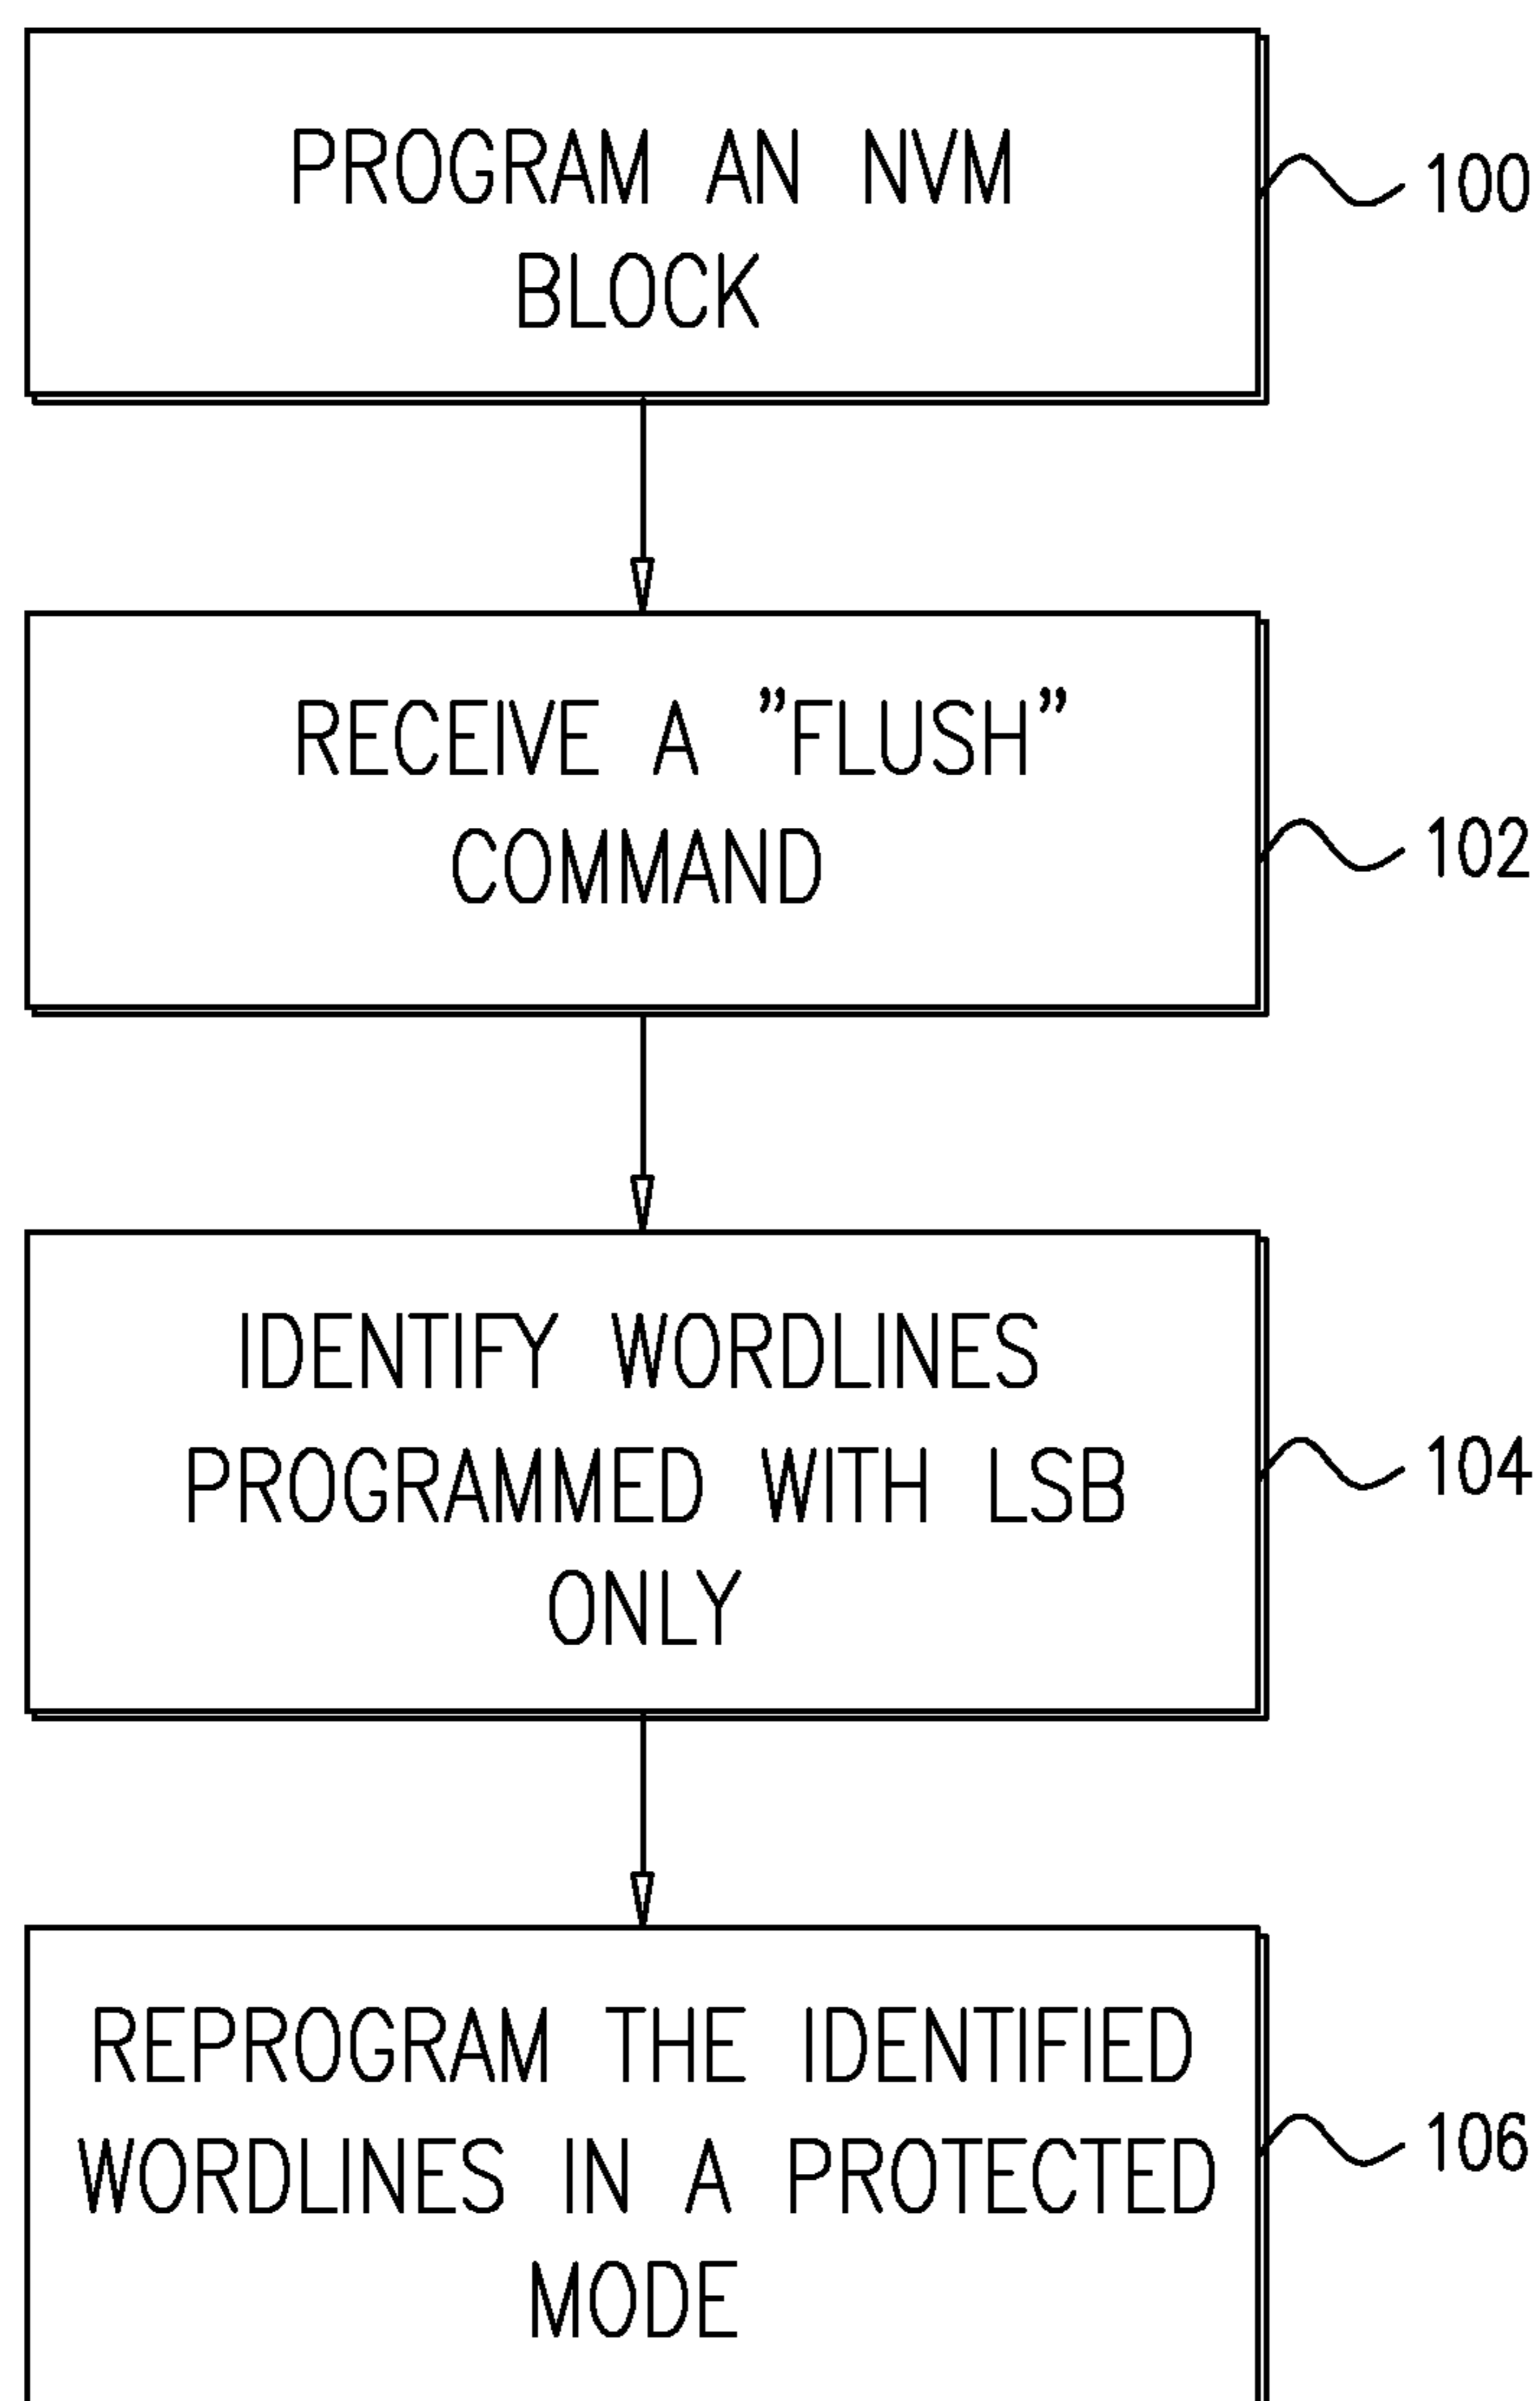 PROGRAM AN NVM
BLOCK
100
RECEIVE A "FLUSH"
COMMAND
102
IDENTIFY WORDLINES
PROGRAMMED WITH LSB
ONLY
104
REPROGRAM THE IDENTIFIED
WORDLINES IN A PROTECTED
MODE
106